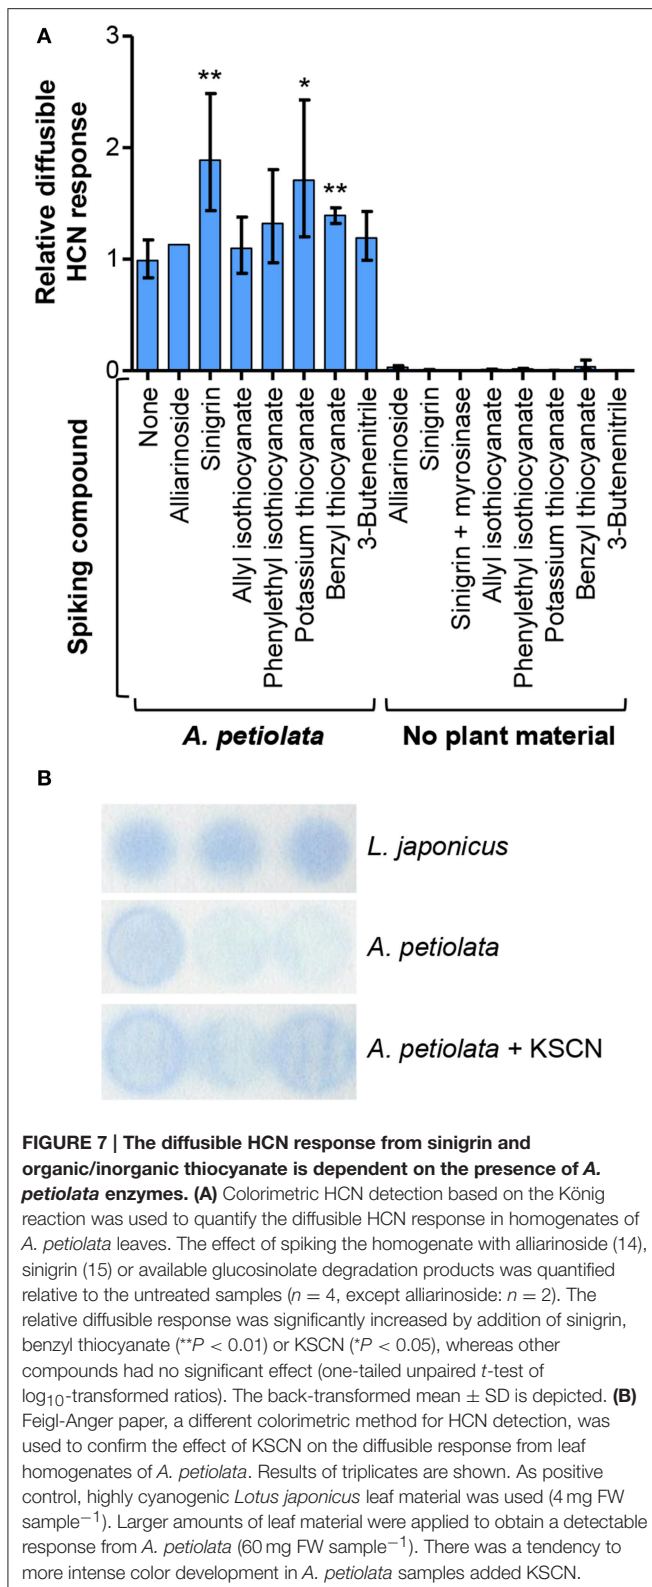 A
Relative diffusible
HCN response
3
2
1
0
**
*
**
Spiking compound
None
Alliarinoside
Sinigrin
Allyl isothiocyanate
Phenylethyl isothiocyanate
Potassium thiocyanate
Benzyl thiocyanate
3-Butenenitrile
Alliarinoside
Sinigrin
Sinigrin + myrosinase
Allyl isothiocyanate
Phenylethyl isothiocyanate
Potassium thiocyanate
Benzyl thiocyanate
3-Butenenitrile
A. petiolata
No plant material
B
L. japonicus
A. petiolata
A. petiolata + KSCN
FIGURE 7 | The diffusible HCN response from sinigrin and
organic/inorganic thiocyanate is dependent on the presence of A.
petiolata enzymes. (A) Colorimetric HCN detection based on the König
reaction was used to quantify the diffusible HCN response in homogenates of
A. petiolata leaves. The effect of spiking the homogenate with alliarinoside (14),
sinigrin (15) or available glucosinolate degradation products was quantified
relative to the untreated samples (n = 4, except alliarinoside: n = 2). The
relative diffusible response was significantly increased by addition of sinigrin,
benzyl thiocyanate (**P < 0.01) or KSCN (*P < 0.05), whereas other
compounds had no significant effect (one-tailed unpaired t-test of
log10-transformed ratios). The back-transformed mean ± SD is depicted. (B)
Feigl-Anger paper, a different colorimetric method for HCN detection, was
used to confirm the effect of KSCN on the diffusible response from leaf
homogenates of A. petiolata. Results of triplicates are shown. As positive
control, highly cyanogenic Lotus japonicus leaf material was used (4 mg FW
sample−1). Larger amounts of leaf material were applied to obtain a detectable
response from A. petiolata (60 mg FW sample−1). There was a tendency to
more intense color development in A. petiolata samples added KSCN.